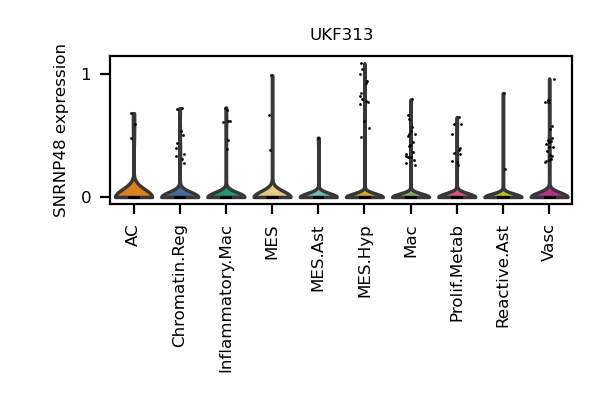 UKF313
SNRNP48 expression
1
0
AC
Chromatin.Reg
Inflammatory.Mac
MES
MES.Ast
MES.Hyp
Mac
Prolif.Metab
Reactive.Ast
Vasc